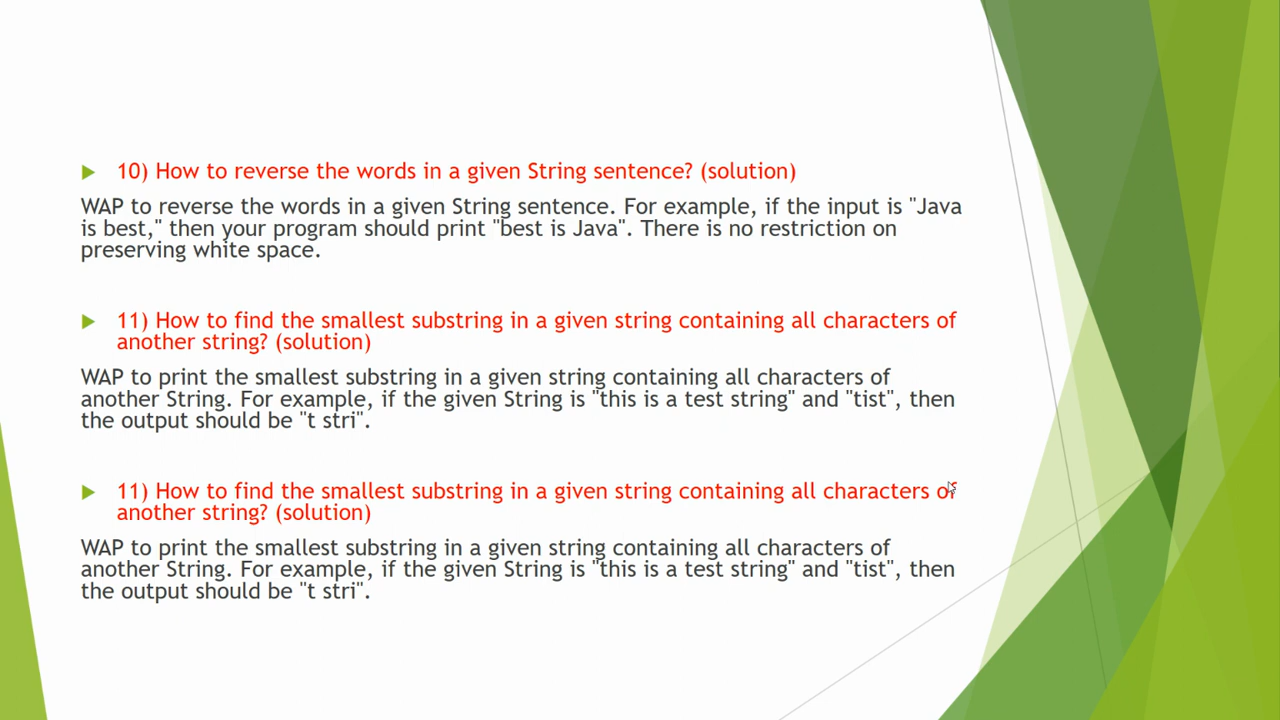 10) How to reverse the words in a given String sentence? (solution)
WAP to reverse the words in a given String sentence. For example, if the input is "Java
is best," then your program should print "best is Java". There is no restriction on
preserving white space.
11) How to find the smallest substring in a given string containing all characters of
another string? (solution)
WAP to print the smallest substring in a given string containing all characters of
another String. For example, if the given String is "this is a test string" and "tist", then
the output should be "t stri".
11) How to find the smallest substring in a given string containing all characters of
another string? (solution)
WAP to print the smallest substring in a given string containing all characters of
another String. For example, if the given String is "this is a test string" and "tist", then
the output should be "t stri".